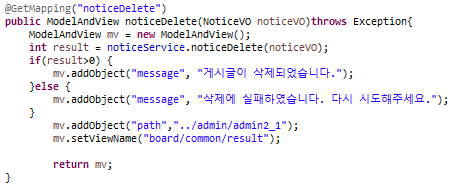 @GetMapping("noticeDelete")
public ModelAndView noticeDelete(NoticeVO noticeVO)throws Exception{
ModelAndView mv = new ModelAndView();
int result = noticeService.noticeDelete(noticeVO);
if(result>0) {
mv.addObject("message", "게시글이 삭제되었습니다.");
}else {
mv.addObject("message", "삭제에 실패하였습니다. 다시 시도해주세요.");
}
mv.addObject("path","../admin/admin2_1");
mv.setViewName("board/common/result");
return mv;
}